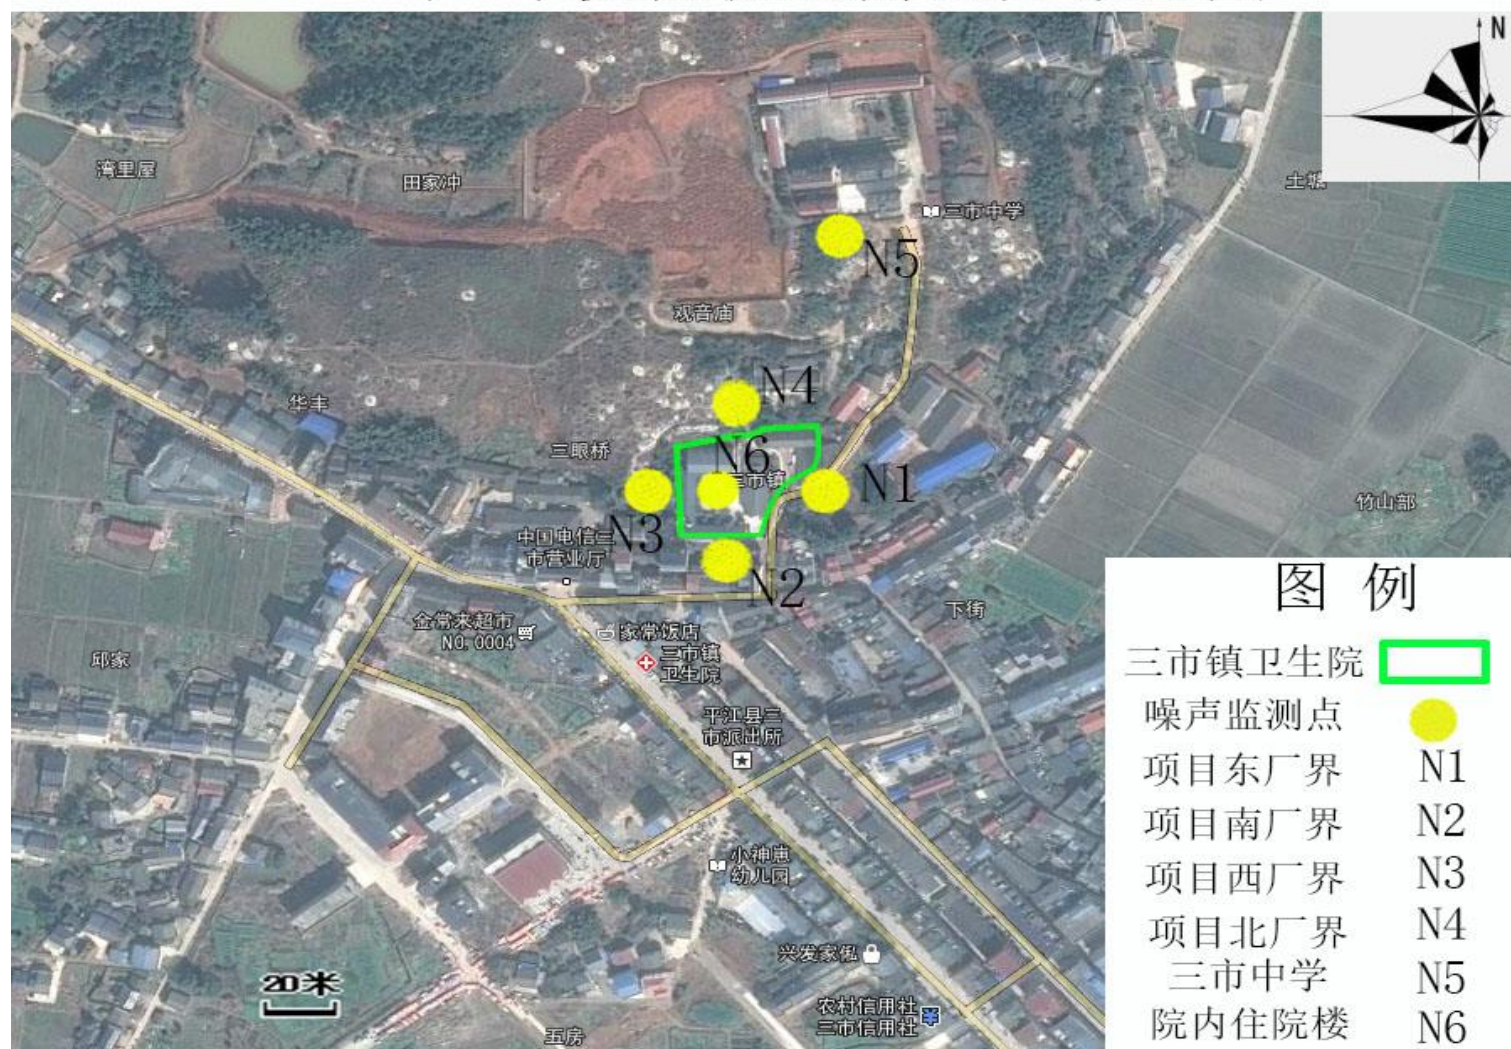 N
湾里屋
田家冲
土城
三市中学
N5
观音庙
N4
华丰
三眼桥
N6
三市镇
N1
竹山部
N3
中国电信三
市营业厅
N2
下街
金常来超市
NO.0004
家常饭店
三市镇
卫生院
邱家
平江县三
市派出所
小神崽
幼儿园
兴发家俬
农村信用社
三市信用社
20米
五房
图 例
三市镇卫生院
噪声监测点
项目东厂界 N1
项目南厂界 N2
项目西厂界 N3
项目北厂界 N4
三市中学 N5
院内住院楼 N6